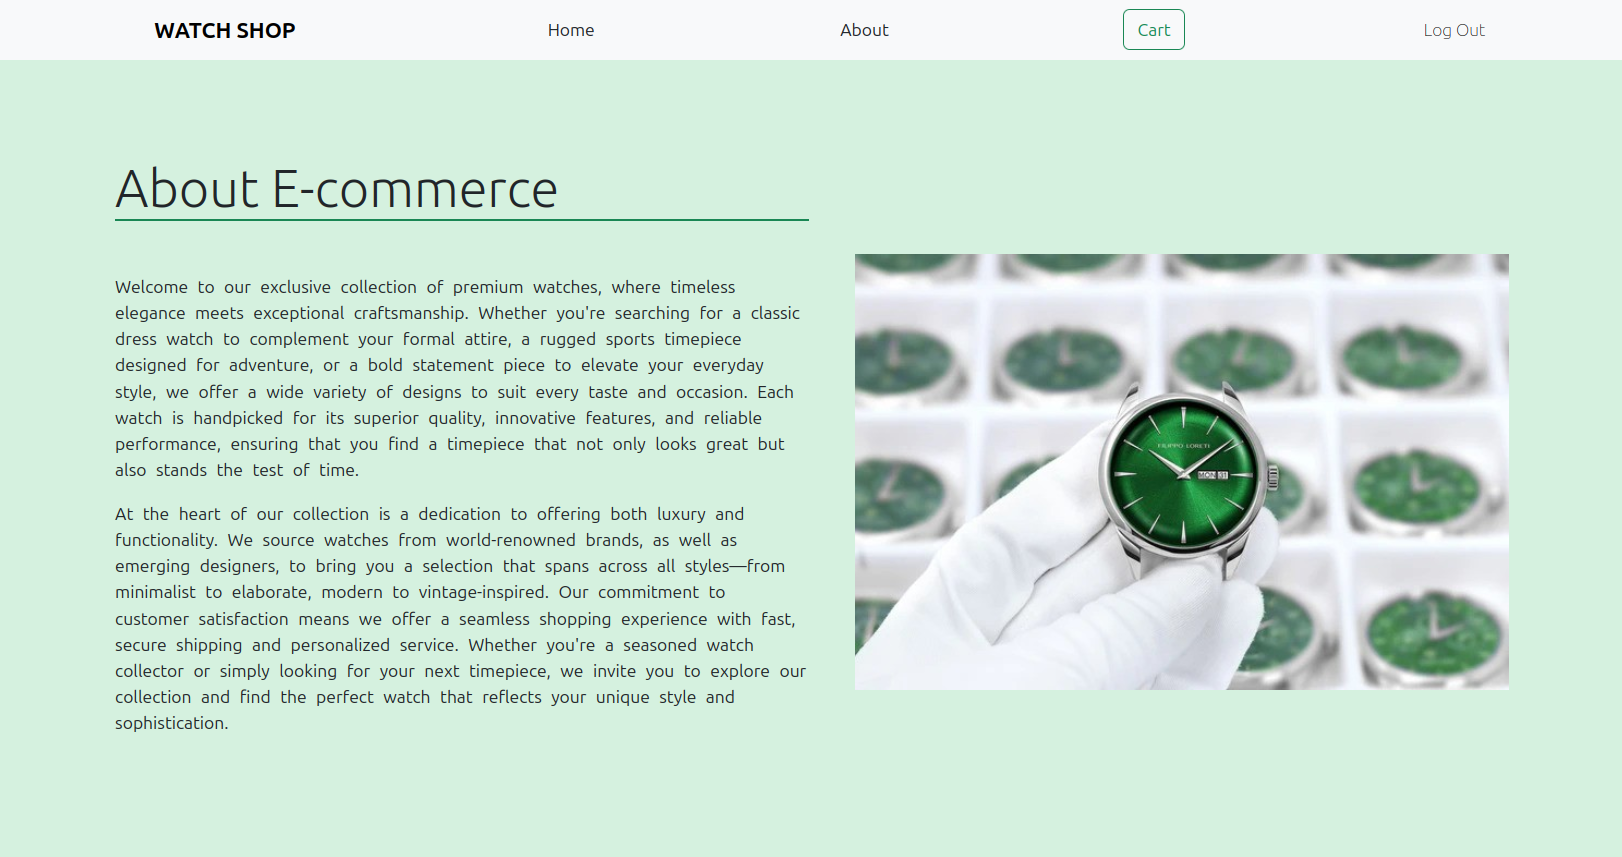 WATCH SHOP
Home
About
Cart
Log Out
About E-commerce
Welcome to our exclusive collection of premium watches, where timeless
elegance meets exceptional craftsmanship. Whether you're searching for a classic
dress watch to complement your formal attire, a rugged sports timepiece
designed for adventure, or a bold statement piece to elevate your everyday
style, we offer a wide variety of designs to suit every taste and occasion. Each
watch is handpicked for its superior quality, innovative features, and reliable
performance, ensuring that you find a timepiece that not only looks great but
also stands the test of time.
At the heart of our collection is a dedication to offering both luxury and
functionality. We source watches from world-renowned brands, as well as
emerging designers, to bring you a selection that spans across all styles—from
minimalist to elaborate, modern to vintage-inspired. Our commitment to
customer satisfaction means we offer a seamless shopping experience with fast,
secure shipping and personalized service. Whether you're a seasoned watch
collector or simply looking for your next timepiece, we invite you to explore our
collection and find the perfect watch that reflects your unique style and
sophistication.
FILIPPO LORETI
MON 31